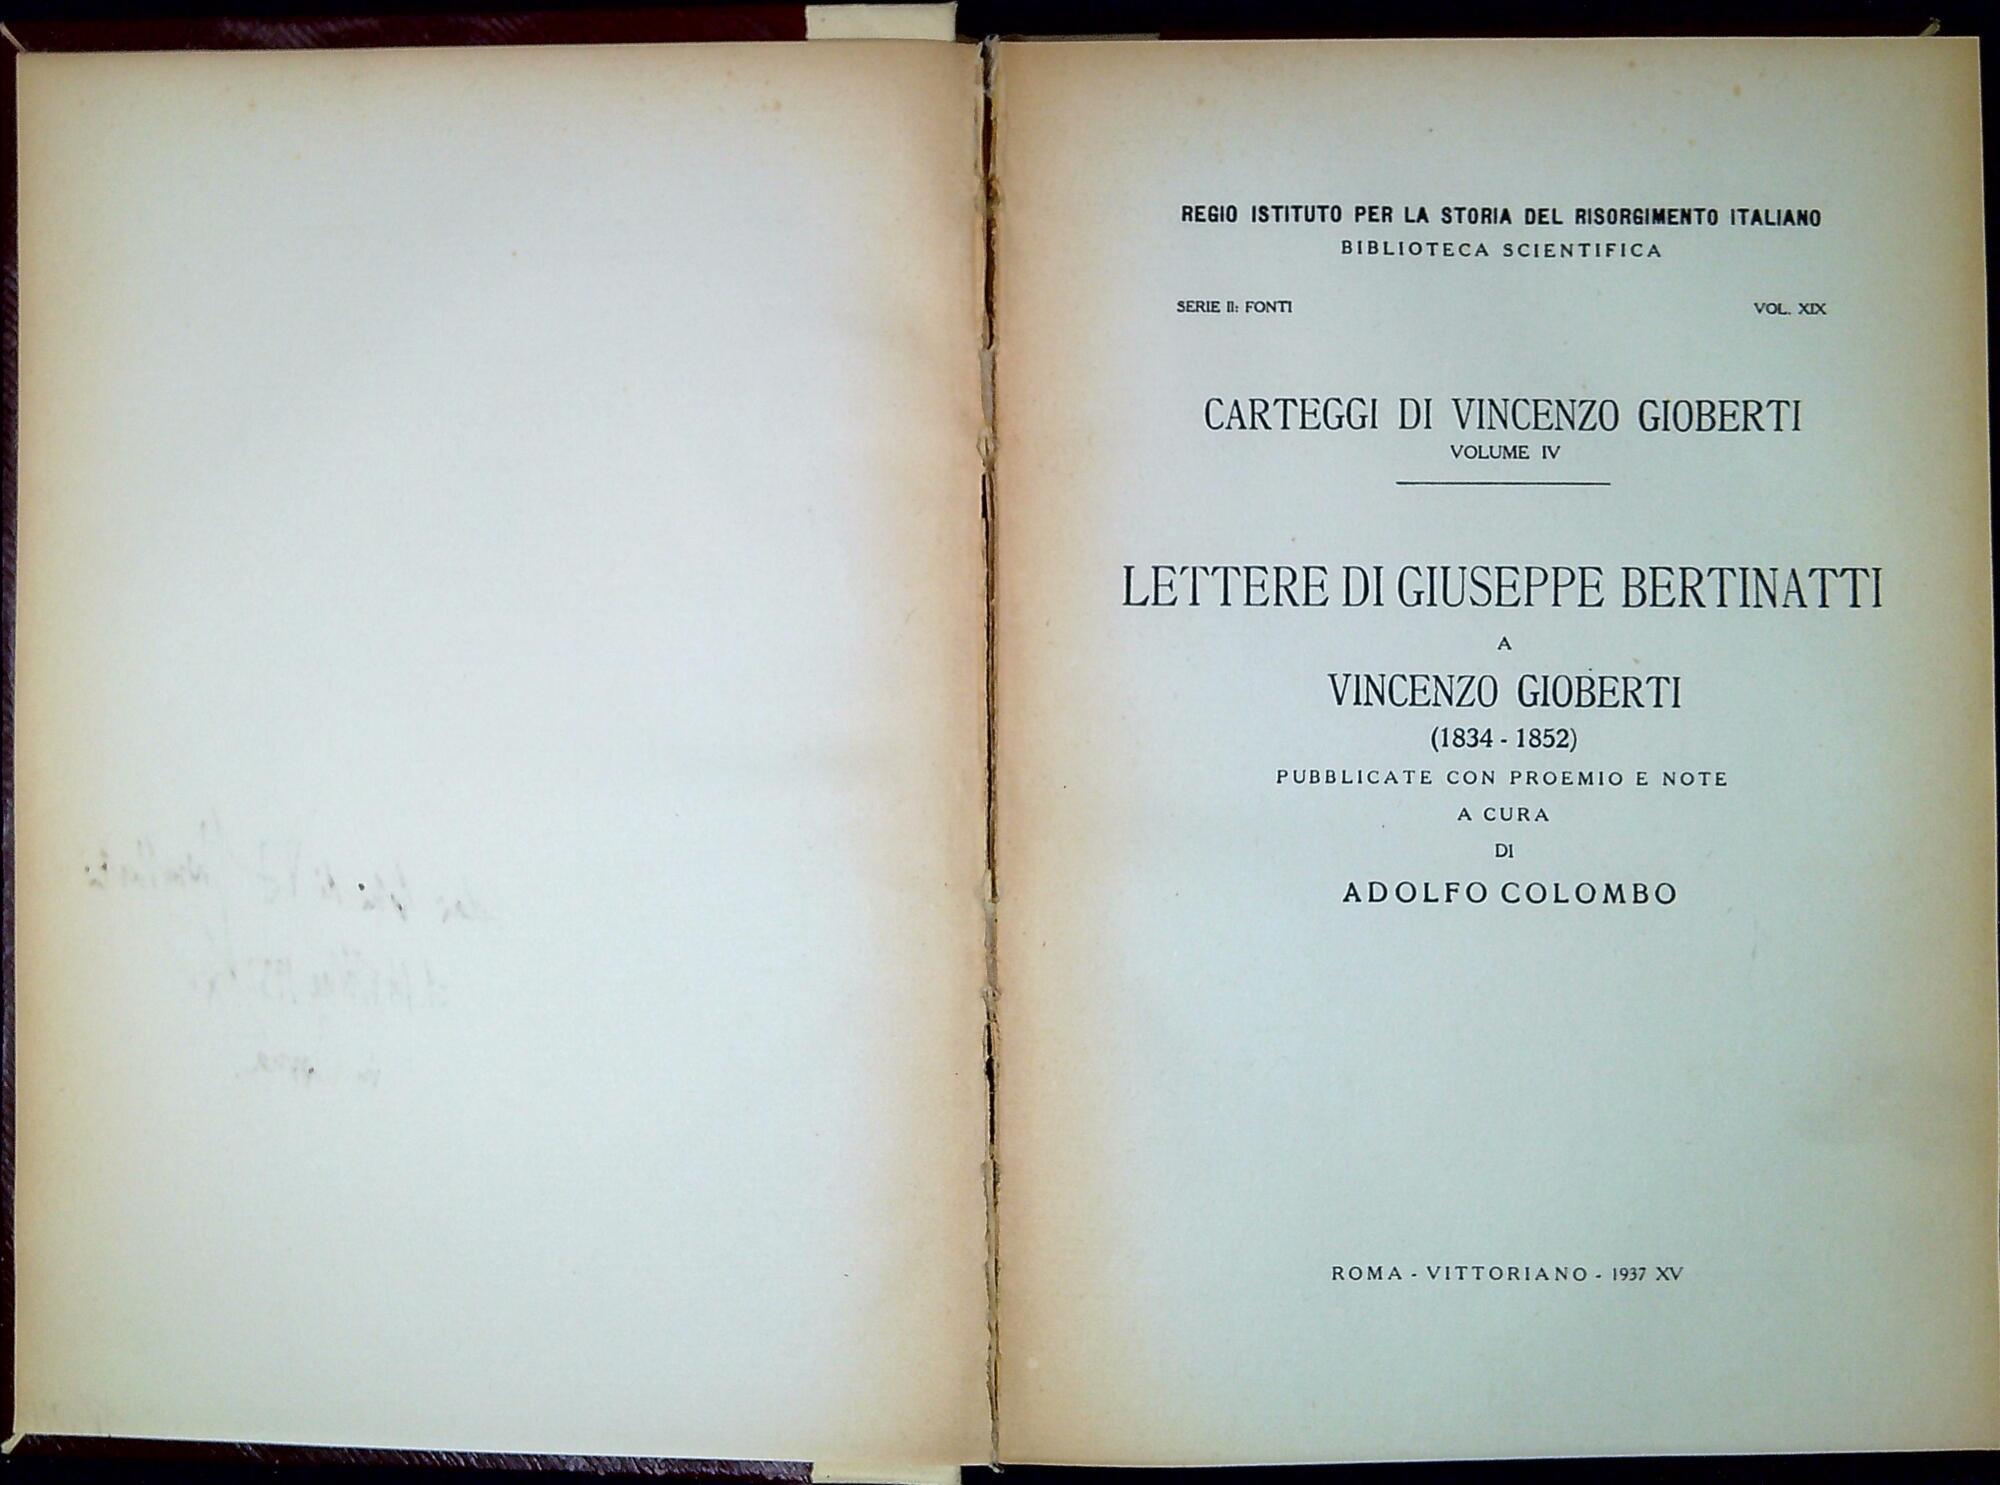 REGIO ISTITUTO PER LA STORIA DEL RISORGIMENTO ITALIANO
BIBLIOTECA SCIENTIFICA
SERIE II: FONTI VOL. XIX
CARTEGGI DI VINCENZO GIOBERTI
VOLUME IV
LETTERE DI GIUSEPPE BERTINATTI
A
VINCENZO GIOBERTI
(1834 - 1852)
PUBBLICATE CON PROEMIO E NOTE
A CURA
DI
ADOLFO COLOMBO
ROMA - VITTORIANO - 1937 XV